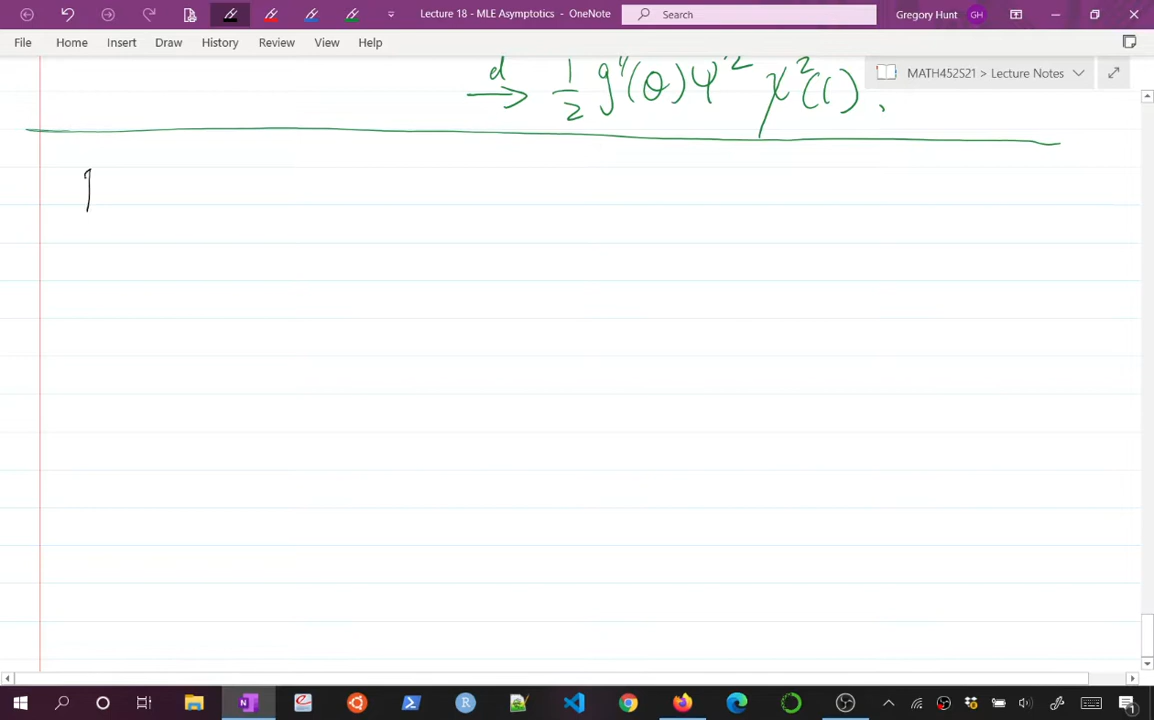 Lecture 18 - MLE Asymptotics - OneNote
Search
Gregory Hunt
GH
File Home Insert Draw History Review View Help
MATH452S21 > Lecture Notes
d → 1/2 g''(θ) Ψ² χ²(1).